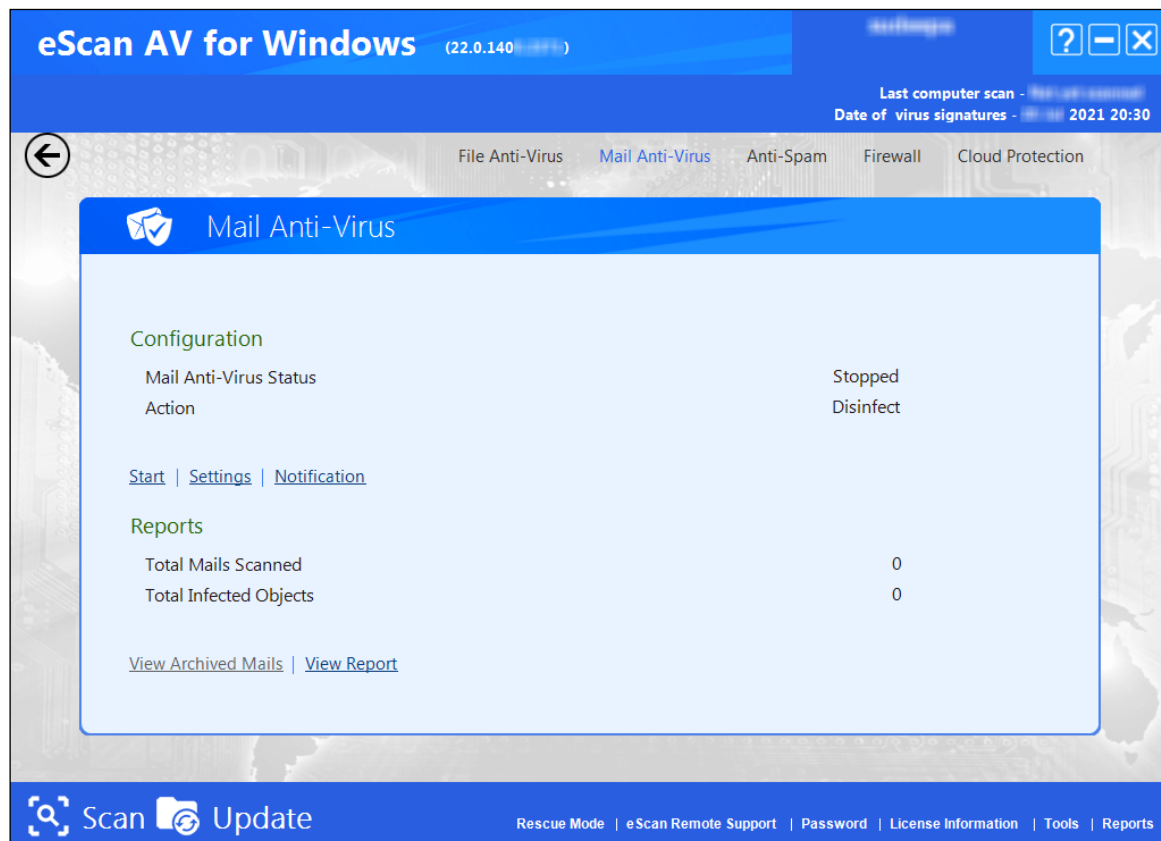 eScan AV for Windows (22.0.140
?
Last computer scan -
Date of virus signatures - 2021 20:30
File Anti-Virus Mail Anti-Virus Anti-Spam Firewall Cloud Protection
Mail Anti-Virus
Configuration
Mail Anti-Virus Status Stopped
Action Disinfect
Start | Settings | Notification
Reports
Total Mails Scanned 0
Total Infected Objects 0
View Archived Mails | View Report
Scan Update Rescue Mode | eScan Remote Support | Password | License Information | Tools | Reports